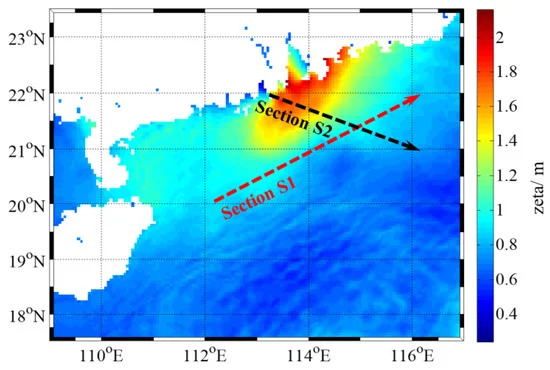 23°N
22°N
21°N
20°N
19°N
18°N
110°E
112°E
114°E
116°E
Section S2
Section S1
2
1.8
1.6
1.4
1.2
1
0.8
0.6
0.4
zeta/ m